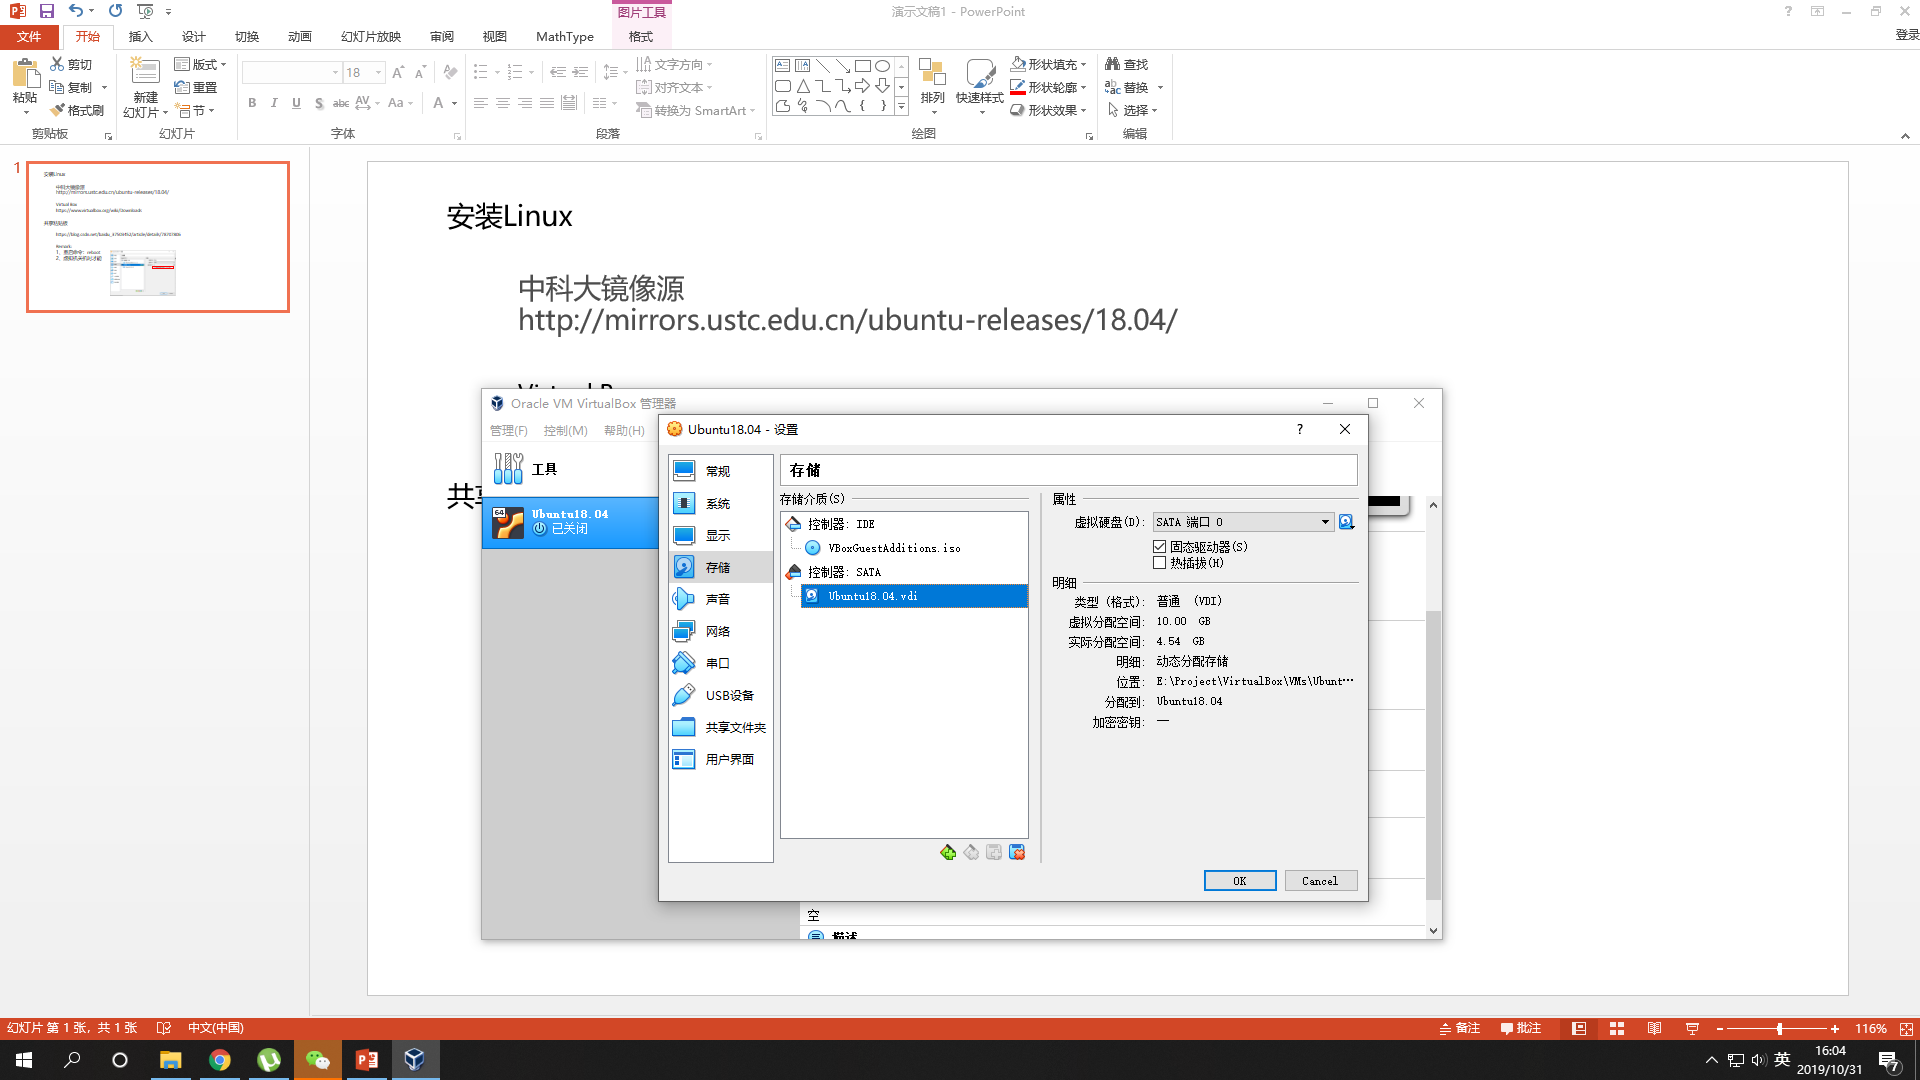 图片工具
演示文稿1 - PowerPoint
文件 开始 插入 设计 切换 动画 幻灯片放映 审阅 视图 MathType 格式 登录
粘贴 剪切 复制 格式刷 剪贴板
新建 幻灯片 版式 重置 节 幻灯片
18 字体
文字方向 对齐文本 转换为 SmartArt 段落
排列 快速样式 形状填充 形状轮廓 形状效果 绘图
查找 替换 选择 编辑
1
安装Linux
中科大镜像源
http://mirrors.ustc.edu.cn/ubuntu-releases/18.04/
Oracle VM VirtualBox 管理器
管理(F) 控制(M) 帮助(H)
工具
64 Ubuntu18.04
已关闭
Ubuntu18.04 - 设置
常规
系统
显示
存储
声音
网络
串口
USB设备
共享文件夹
用户界面
存储
存储介质(S)
控制器: IDE
VBoxGuestAdditions.iso
控制器: SATA
Ubuntu18.04.vdi
属性
虚拟硬盘(D): SATA 端口 0
固态驱动器(S)
热插拔(H)
明细
类型 (格式): 普通 (VDI)
虚拟分配空间: 10.00 GB
实际分配空间: 4.54 GB
明细: 动态分配存储
位置: E:\Project\VirtualBox\VMs\Ubunt…
分配到: Ubuntu18.04
加密密钥: —
OK Cancel
空
描述
幻灯片 第 1 张，共 1 张 中文(中国) 备注 批注 116%
英 16:04
2019/10/31
7